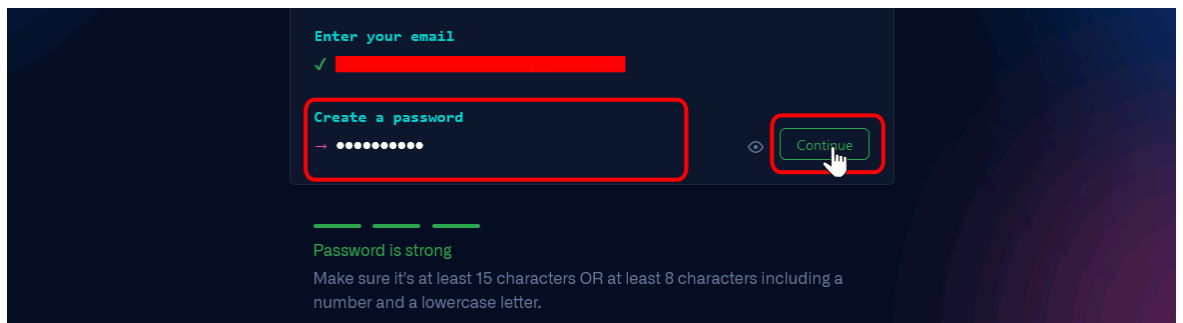 Enter your email
✓
Create a password
→ ●●●●●●●●●● Continue
Password is strong
Make sure it's at least 15 characters OR at least 8 characters including a
number and a lowercase letter.